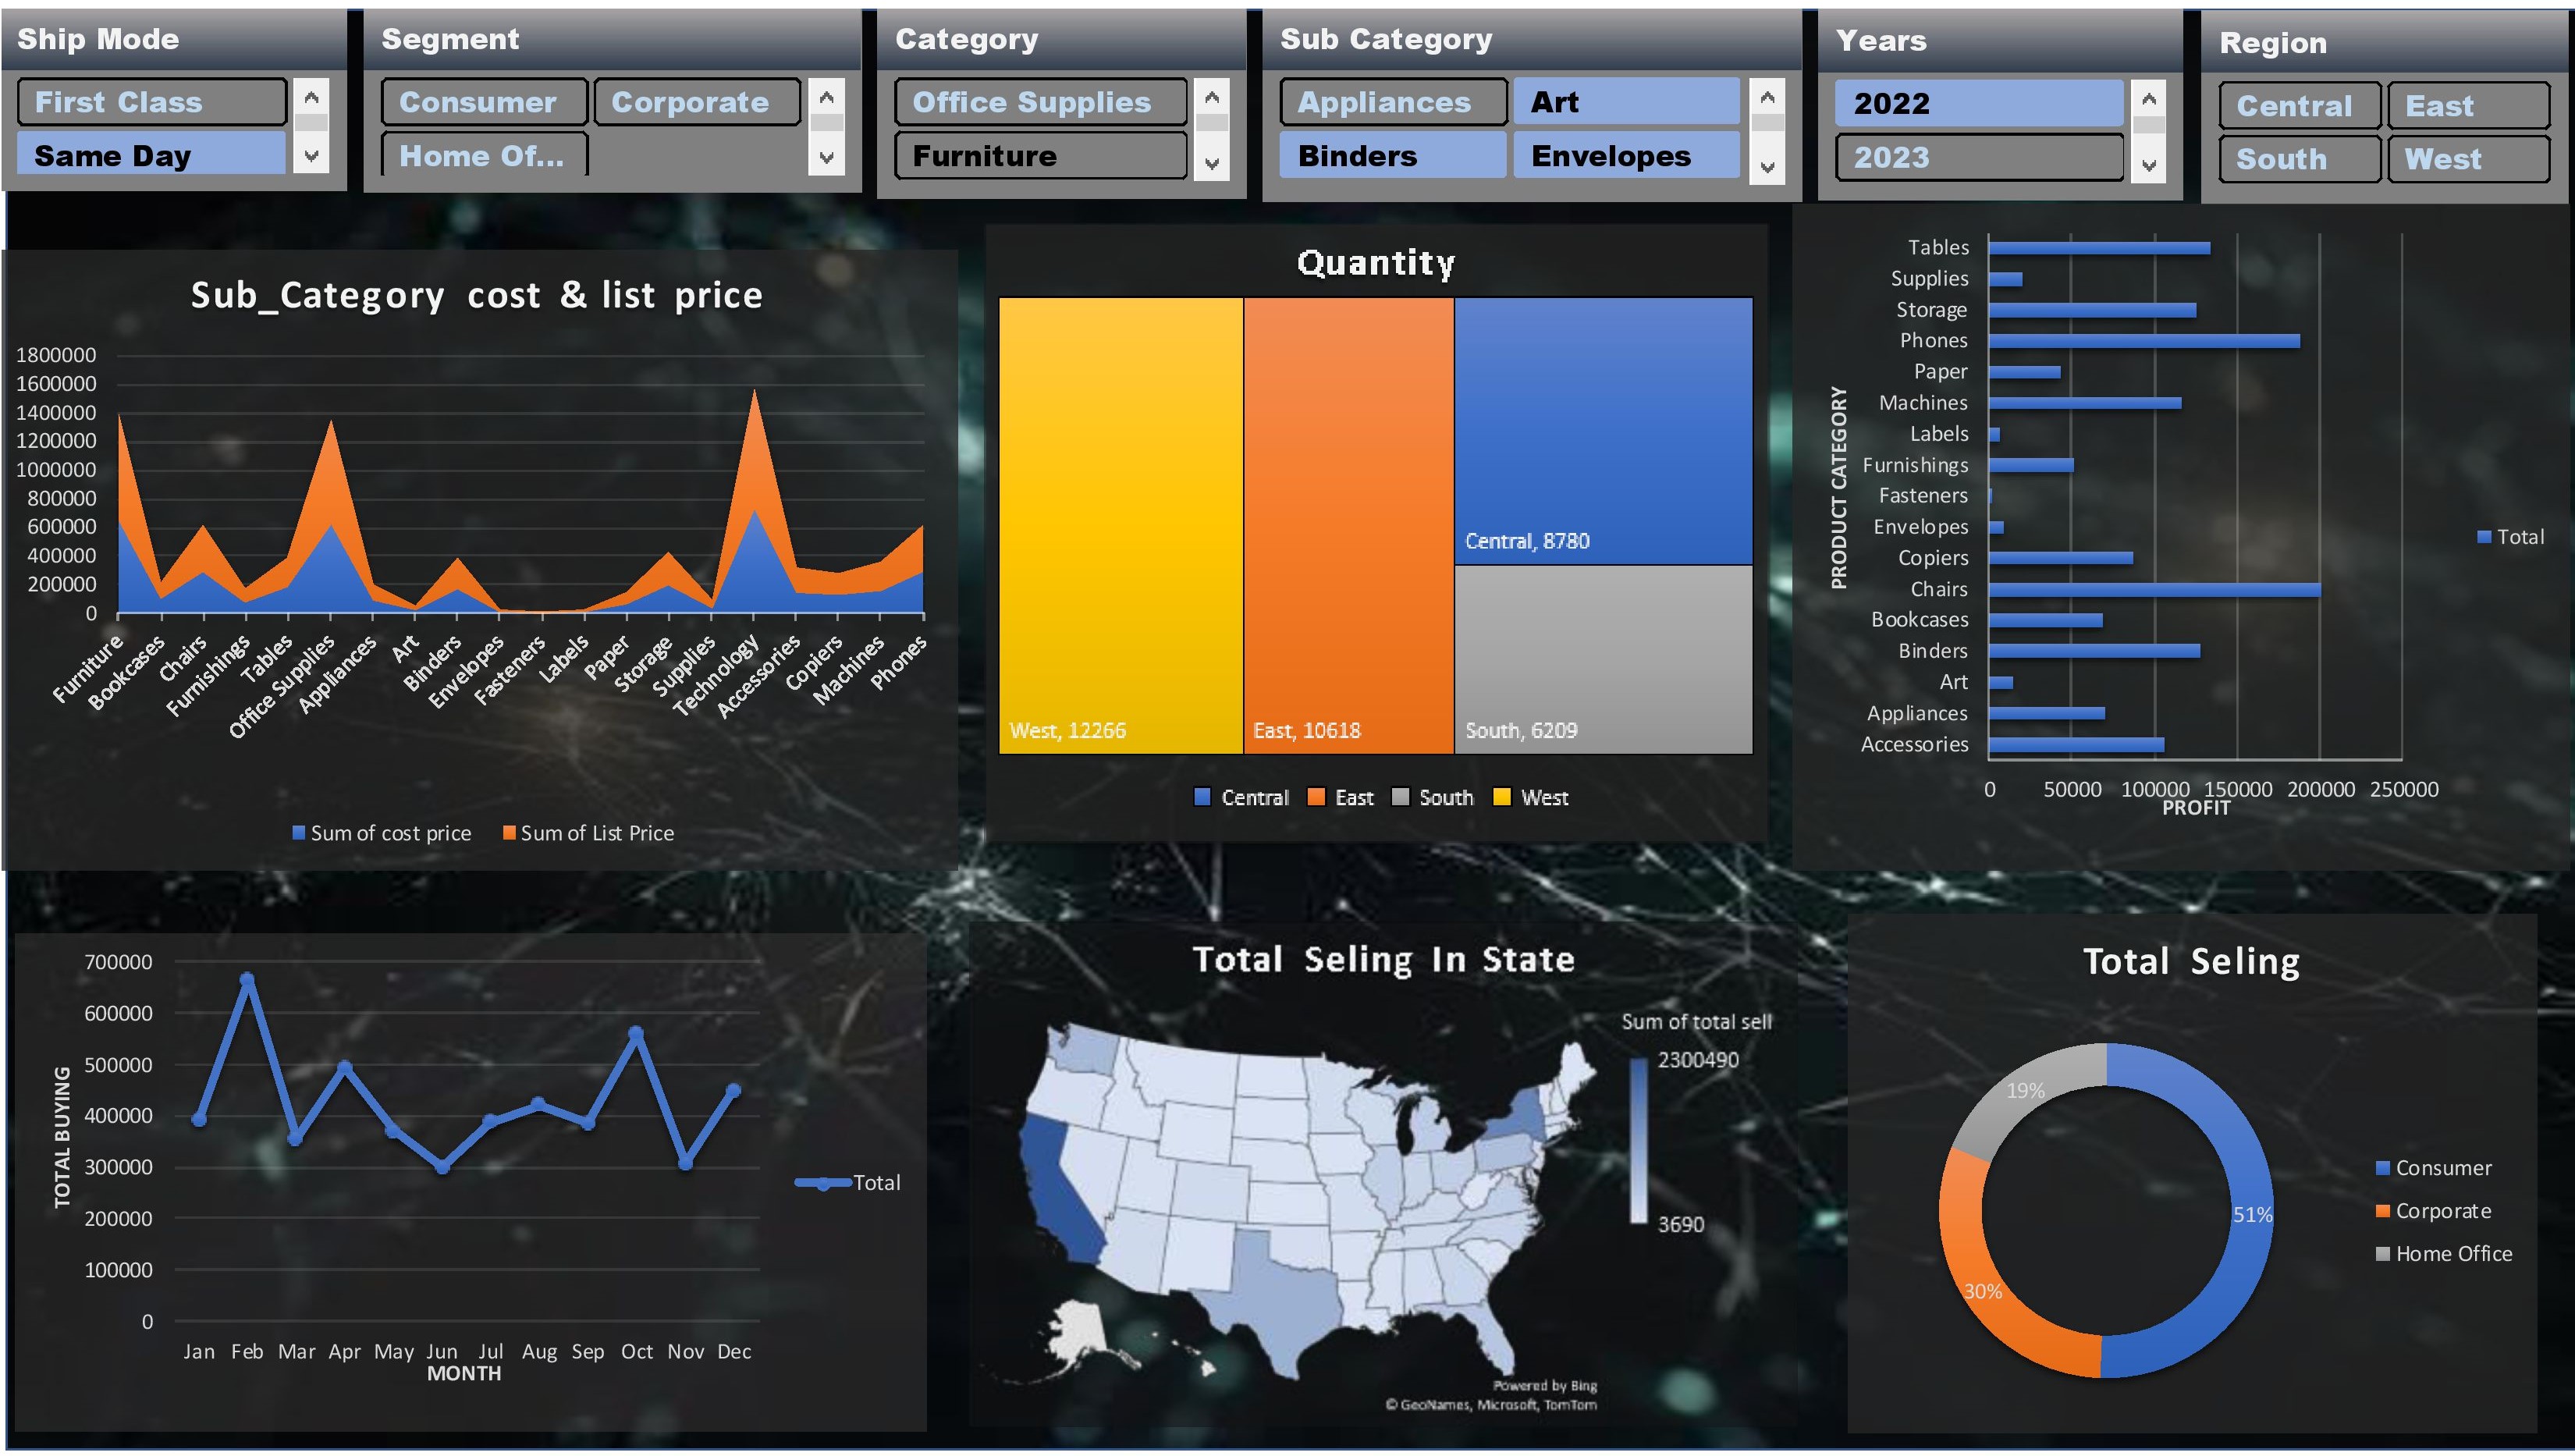 Ship Mode
First Class
Same Day
Segment
Consumer Corporate
Home Of...
Category
Office Supplies
Furniture
Sub Category
Appliances Art
Binders Envelopes
Years
2022
2023
Region
Central East
South West
Sub_Category cost & list price
1800000
1600000
1400000
1200000
1000000
800000
600000
400000
200000
0
Furniture
Bookcases
Chairs
Furnishings
Tables
Office Supplies
Appliances
Art
Binders
Envelopes
Fasteners
Labels
Paper
Storage
Supplies
Technology
Accessories
Copiers
Machines
Phones
Sum of cost price Sum of List Price
Quantity
West, 12266
East, 10618
Central, 8780
South, 6209
Central East South West
PRODUCT CATEGORY
Tables
Supplies
Storage
Phones
Paper
Machines
Labels
Furnishings
Fasteners
Envelopes
Copiers
Chairs
Bookcases
Binders
Art
Appliances
Accessories
0 50000 100000 150000 200000 250000
PROFIT
Total
TOTAL BUYING
700000
600000
500000
400000
300000
200000
100000
0
Jan Feb Mar Apr May Jun Jul Aug Sep Oct Nov Dec
MONTH
Total
Total Seling In State
Sum of total sell
2300490
3690
Powered by Bing
© GeoNames, Microsoft, TomTom
Total Seling
19%
51%
30%
Consumer
Corporate
Home Office